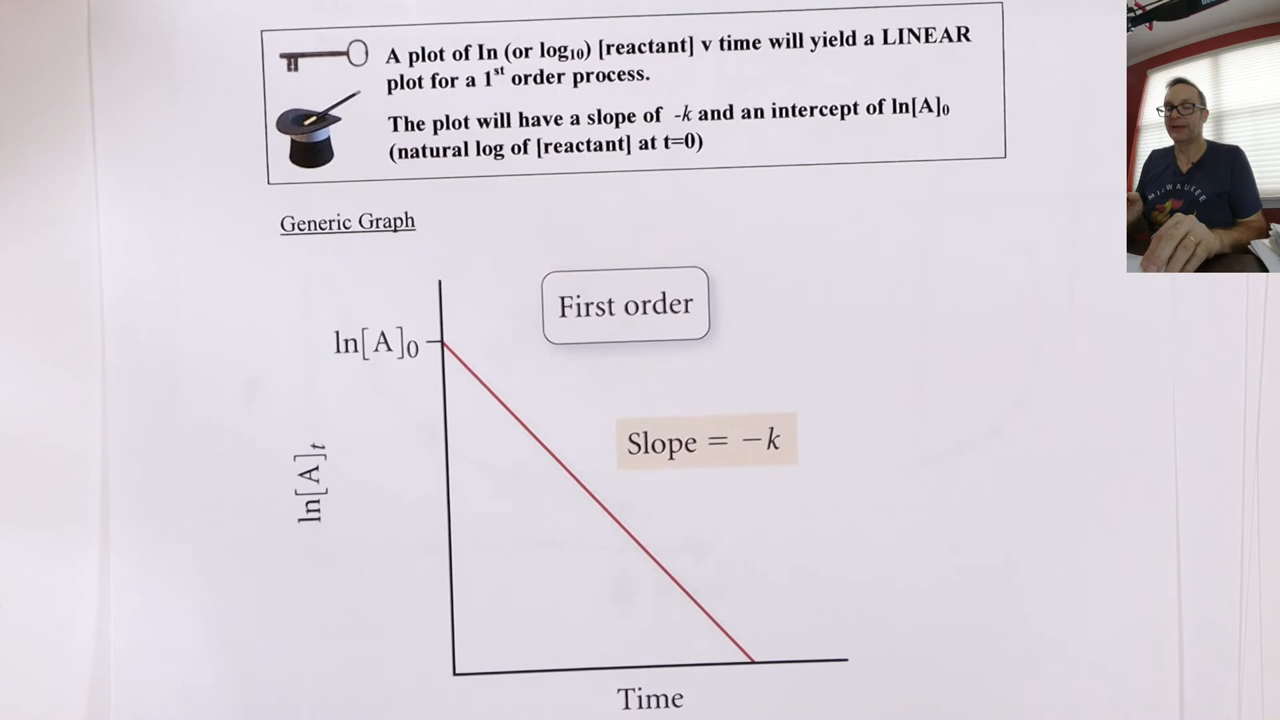 A plot of In (or log₁₀) [reactant] v time will yield a LINEAR
plot for a 1ˢᵗ order process.
The plot will have a slope of -k and an intercept of ln[A]₀
(natural log of [reactant] at t=0)
Generic Graph
First order
ln[A]₀
Slope = −k
ln[A]ₜ
Time
MILWAUKEE